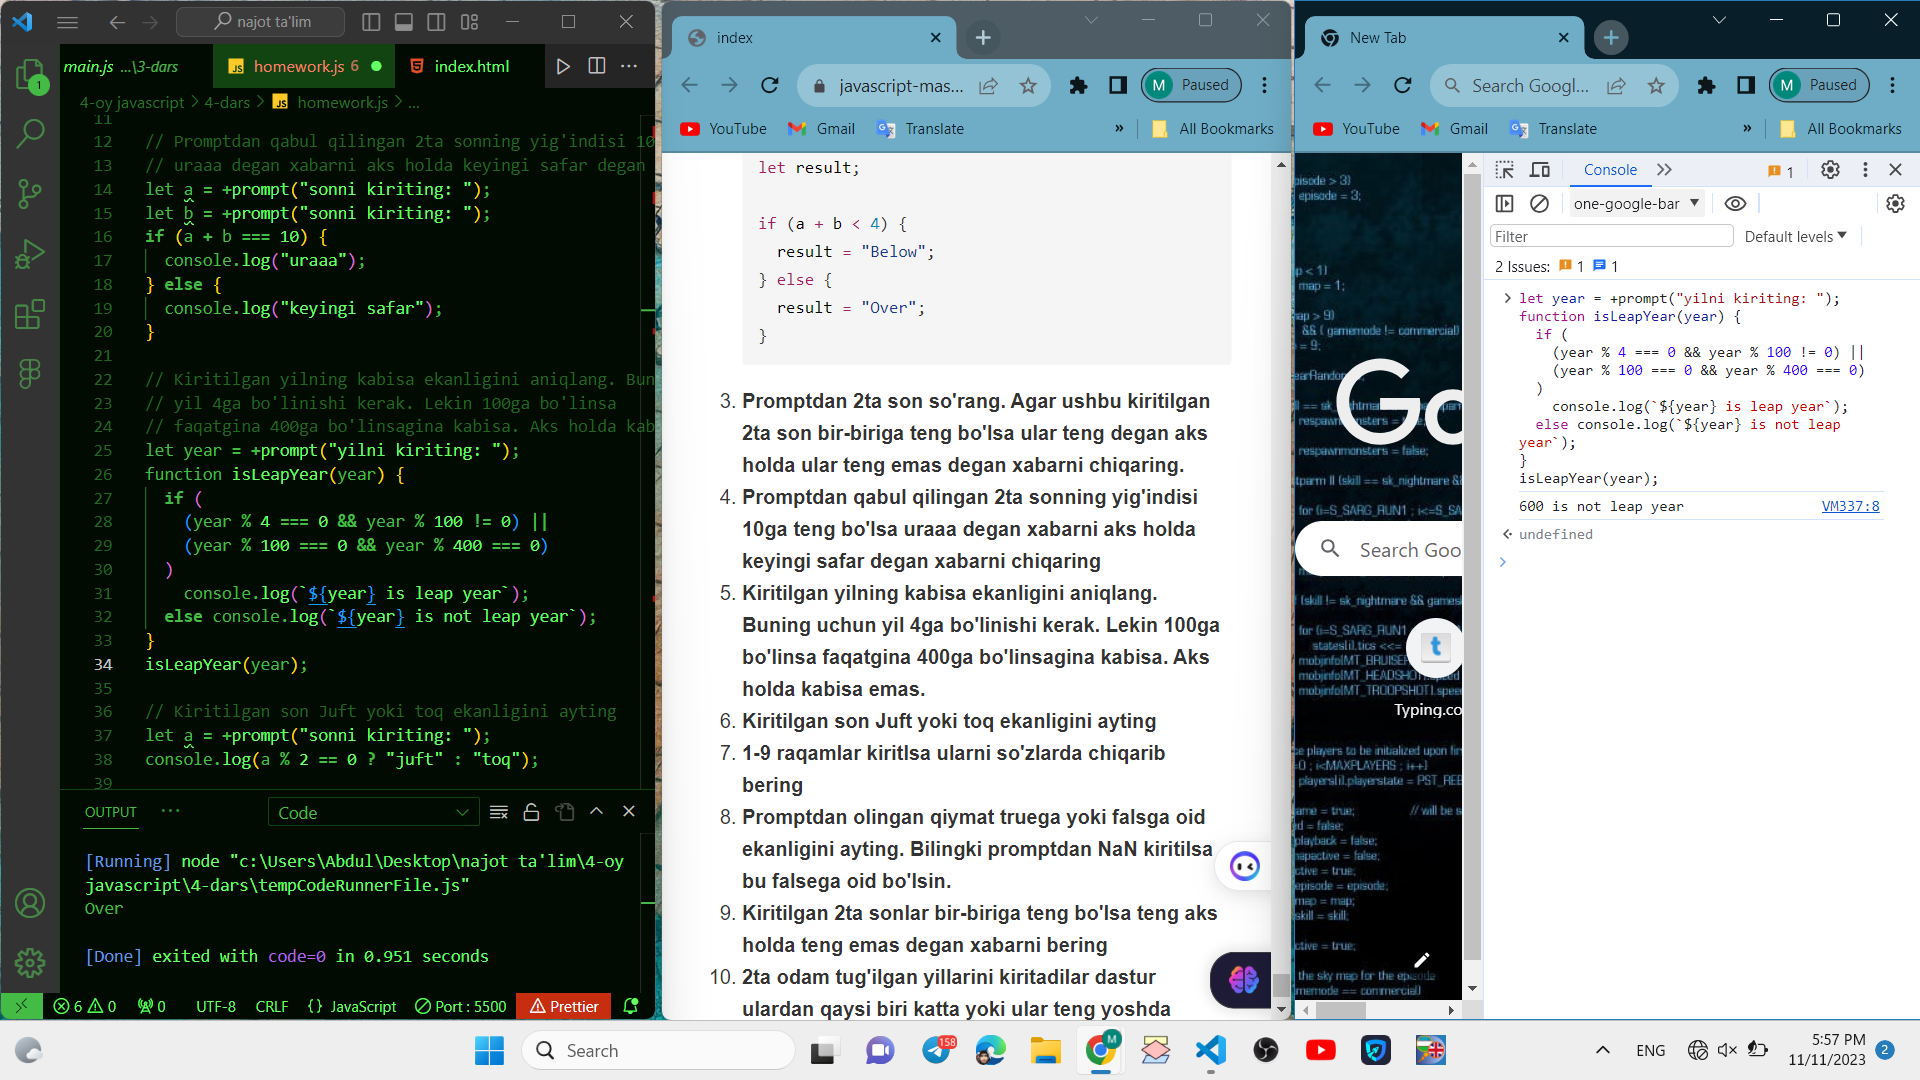 najot ta'lim
main.js ...\3-dars
homework.js 6
index.html
4-oy javascript > 4-dars > homework.js > ...
11
12 // Promptdan qabul qilingan 2ta sonning yig'indisi 10
13 // uraaa degan xabarni aks holda keyingi safar degan
14 let a = +prompt("sonni kiriting: ");
15 let b = +prompt("sonni kiriting: ");
16 if (a + b === 10) {
17 console.log("uraaa");
18 } else {
19 console.log("keyingi safar");
20 }
21
22 // Kiritilgan yilning kabisa ekanligini aniqlang. Bun
23 // yil 4ga bo'linishi kerak. Lekin 100ga bo'linsa
24 // faqatgina 400ga bo'linsagina kabisa. Aks holda kab
25 let year = +prompt("yilni kiriting: ");
26 function isLeapYear(year) {
27 if (
28 (year % 4 === 0 && year % 100 != 0) ||
29 (year % 100 === 0 && year % 400 === 0)
30 )
31 console.log(`${year} is leap year`);
32 else console.log(`${year} is not leap year`);
33 }
34 isLeapYear(year);
35
36 // Kiritilgan son Juft yoki toq ekanligini ayting
37 let a = +prompt("sonni kiriting: ");
38 console.log(a % 2 == 0 ? "juft" : "toq");
39
OUTPUT
Code
[Running] node "c:\Users\Abdul\Desktop\najot ta'lim\4-oy
javascript\4-dars\tempCodeRunnerFile.js"
Over
[Done] exited with code=0 in 0.951 seconds
6 0 0 UTF-8 CRLF {} JavaScript Port : 5500 Prettier
index
javascript-mas...
M Paused
YouTube Gmail Translate » All Bookmarks
let result;
if (a + b < 4) {
result = "Below";
} else {
result = "Over";
}
3. Promptdan 2ta son so'rang. Agar ushbu kiritilgan
2ta son bir-biriga teng bo'lsa ular teng degan aks
holda ular teng emas degan xabarni chiqaring.
4. Promptdan qabul qilingan 2ta sonning yig'indisi
10ga teng bo'lsa uraaa degan xabarni aks holda
keyingi safar degan xabarni chiqaring
5. Kiritilgan yilning kabisa ekanligini aniqlang.
Buning uchun yil 4ga bo'linishi kerak. Lekin 100ga
bo'linsa faqatgina 400ga bo'linsagina kabisa. Aks
holda kabisa emas.
6. Kiritilgan son Juft yoki toq ekanligini ayting
7. 1-9 raqamlar kiritlsa ularni so'zlarda chiqarib
bering
8. Promptdan olingan qiymat truega yoki falsga oid
ekanligini ayting. Bilingki promptdan NaN kiritilsa
bu falsega oid bo'lsin.
9. Kiritilgan 2ta sonlar bir-biriga teng bo'lsa teng aks
holda teng emas degan xabarni bering
10. 2ta odam tug'ilgan yillarini kiritadilar dastur
ulardan qaysi biri katta yoki ular teng yoshda
New Tab
Search Googl...
M Paused
YouTube Gmail Translate » All Bookmarks
episode = 3;
map = 1;
Go
respawnmonsters = false;
Search Goo
t
Typing.co
Console
1
one-google-bar
Filter
Default levels
2 Issues: 1 1
let year = +prompt("yilni kiriting: ");
function isLeapYear(year) {
if (
(year % 4 === 0 && year % 100 != 0) ||
(year % 100 === 0 && year % 400 === 0)
)
console.log(`${year} is leap year`);
else console.log(`${year} is not leap
year`);
}
isLeapYear(year);
600 is not leap year VM337:8
undefined
Search
M
158
ENG
5:57 PM
11/11/2023
2